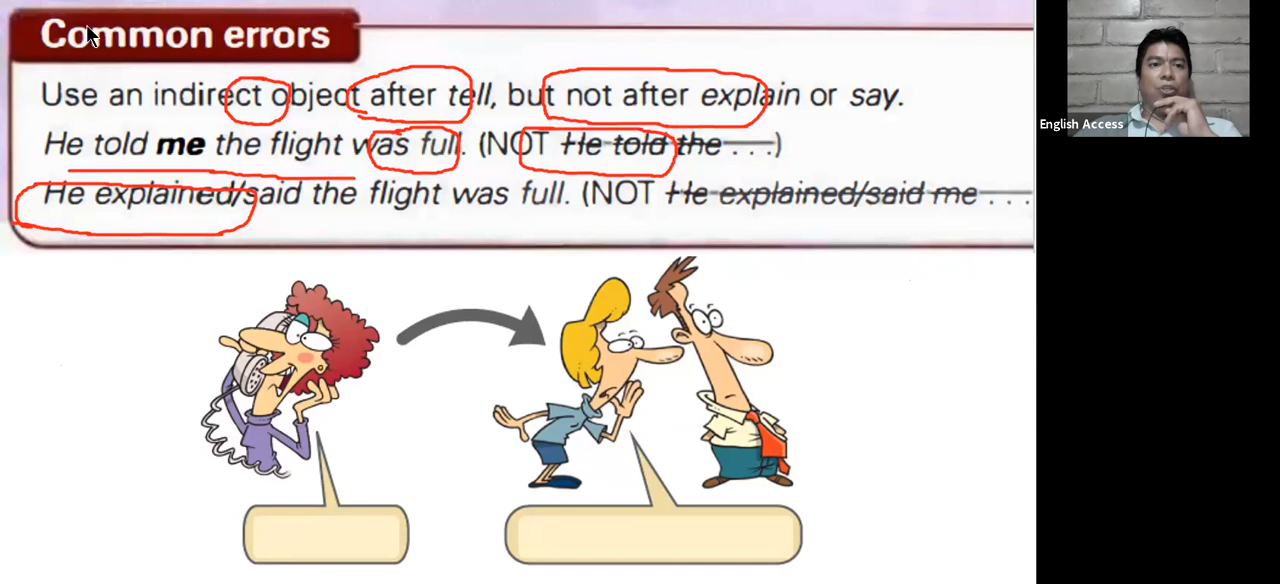 Common errors
Use an indirect object after tell, but not after explain or say.
He told me the flight was full. (NOT He told the . . .)
He explained/said the flight was full. (NOT He explained/said me . . .
English Access